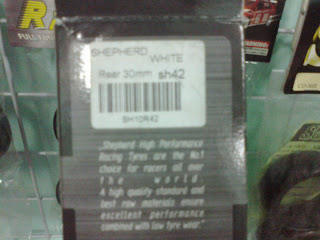 SHEPHERD
WHITE
Rear 30mm sh42
SH10R42
„Shepherd High Performance
Racing Tyres are the No.1
choice for racers all over
the world.
A high quality standard and
best raw materials ensure
excellent performance
combined with low tyre wear."